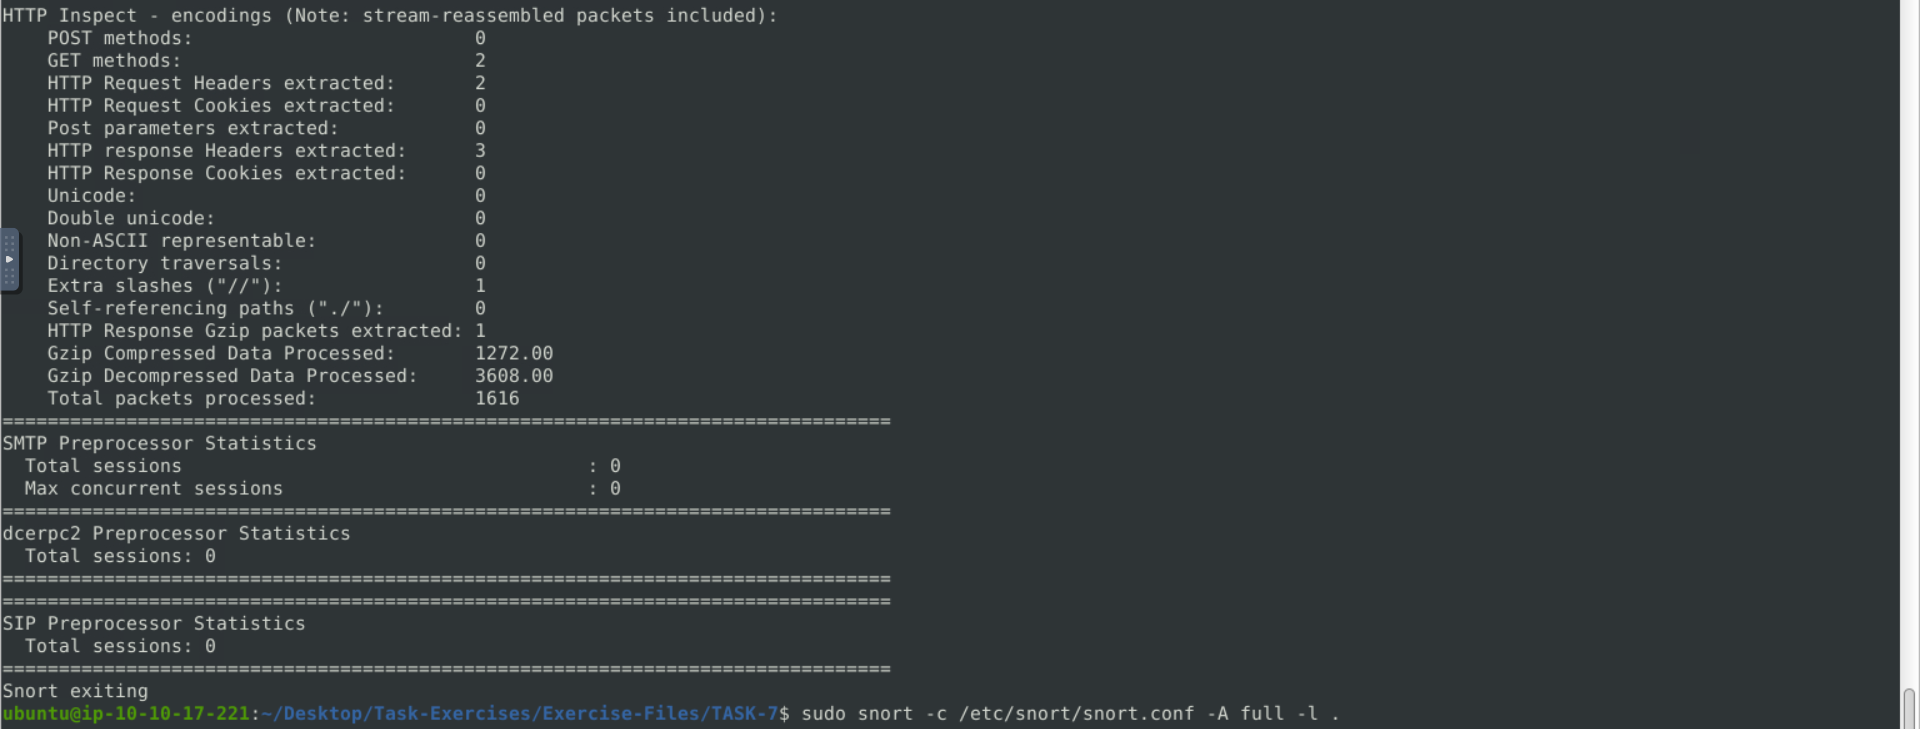 HTTP Inspect - encodings (Note: stream-reassembled packets included):
    POST methods:                         0
    GET methods:                          2
    HTTP Request Headers extracted:       2
    HTTP Request Cookies extracted:       0
    Post parameters extracted:            0
    HTTP response Headers extracted:      3
    HTTP Response Cookies extracted:      0
    Unicode:                              0
    Double unicode:                       0
    Non-ASCII representable:              0
    Directory traversals:                 0
    Extra slashes ("//"):                 1
    Self-referencing paths ("./"):        0
    HTTP Response Gzip packets extracted: 1
    Gzip Compressed Data Processed:       1272.00
    Gzip Decompressed Data Processed:     3608.00
    Total packets processed:              1616
===============================================================================
SMTP Preprocessor Statistics
  Total sessions                                    : 0
  Max concurrent sessions                           : 0
===============================================================================
dcerpc2 Preprocessor Statistics
  Total sessions: 0
===============================================================================
===============================================================================
SIP Preprocessor Statistics
  Total sessions: 0
===============================================================================
Snort exiting
ubuntu@ip-10-10-17-221:~/Desktop/Task-Exercises/Exercise-Files/TASK-7$ sudo snort -c /etc/snort/snort.conf -A full -l .